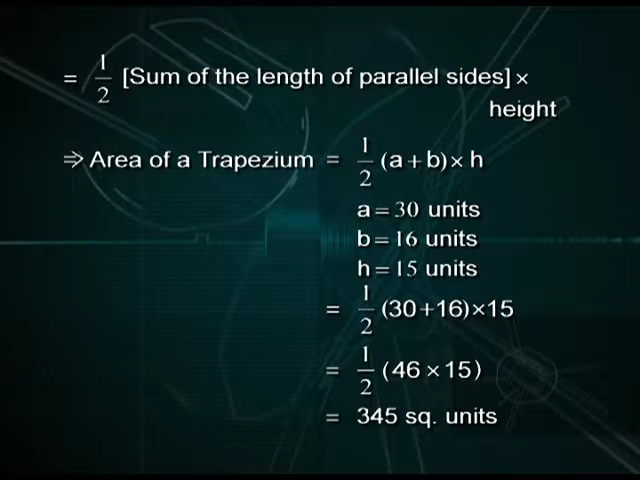 = 1/2 [Sum of the length of parallel sides] ×
height
⇒ Area of a Trapezium = 1/2 (a + b) × h
a = 30 units
b = 16 units
h = 15 units
= 1/2 (30+16)×15
= 1/2 (46 × 15)
= 345 sq. units